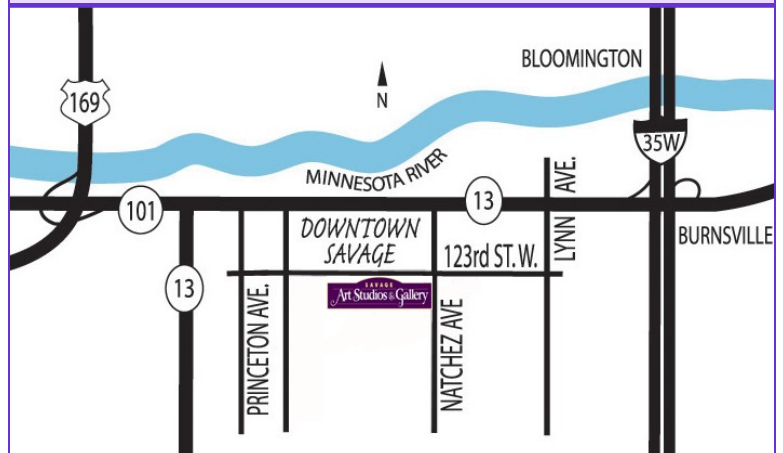 BLOOMINGTON
169
N
35W
MINNESOTA RIVER
LYNN AVE.
101
13
DOWNTOWN
SAVAGE
BURNSVILLE
123rd ST. W.
13
SAVAGE
Art Studios & Gallery
PRINCETON AVE.
NATCHEZ AVE